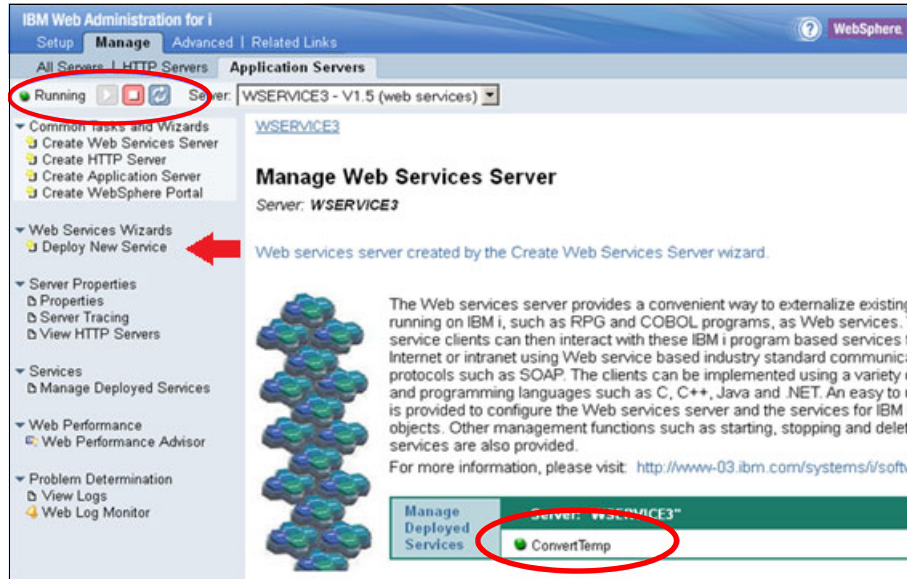 IBM Web Administration for i
Setup Manage Advanced | Related Links
WebSphere.
All Servers | HTTP Servers Application Servers
Running Server: WSERVICE3 - V1.5 (web services)
Common Tasks and Wizards
Create Web Services Server
Create HTTP Server
Create Application Server
Create WebSphere Portal
Web Services Wizards
Deploy New Service
Server Properties
Properties
Server Tracing
View HTTP Servers
Services
Manage Deployed Services
Web Performance
Web Performance Advisor
Problem Determination
View Logs
Web Log Monitor
WSERVICE3
Manage Web Services Server
Server: WSERVICE3
Web services server created by the Create Web Services Server wizard.
The Web services server provides a convenient way to externalize existing
running on IBM i, such as RPG and COBOL programs, as Web services.
service clients can then interact with these IBM i program based services
Internet or intranet using Web service based industry standard communica
protocols such as SOAP. The clients can be implemented using a variety
and programming languages such as C, C++, Java and .NET. An easy to
is provided to configure the Web services server and the services for IBM
objects. Other management functions such as starting, stopping and delet
services are also provided.
For more information, please visit: http://www-03.ibm.com/systems/i/softw
Manage
Deployed
Services
Server: "WSERVICE3"
ConvertTemp